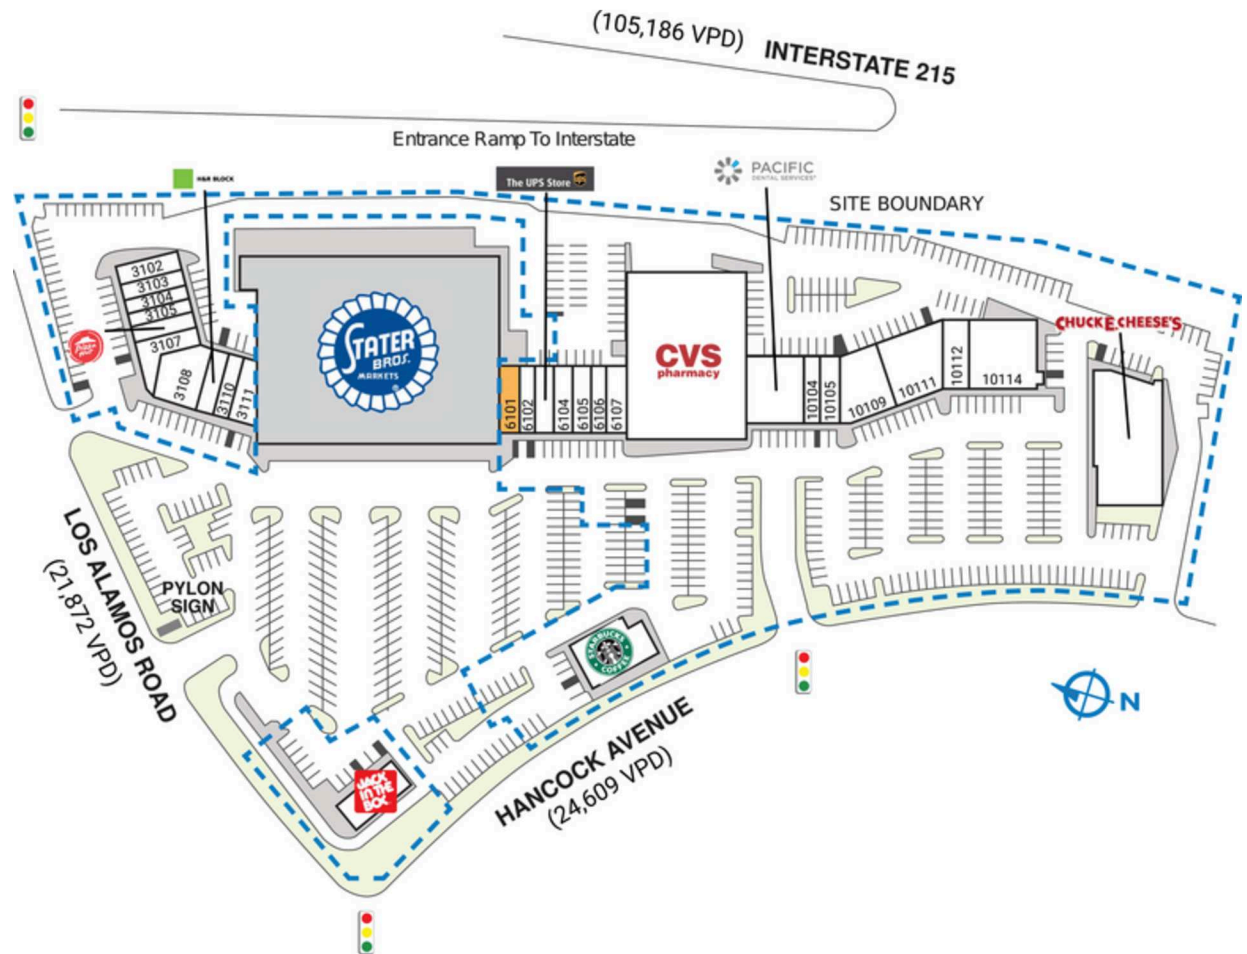 (105,186 VPD) INTERSTATE 215
Entrance Ramp To Interstate
H&R BLOCK
The UPS Store
ups
PACIFIC
DENTAL SERVICES®
SITE BOUNDARY
3102
3103
3104
3105
3107
3108
3110
3111
Pizza
Hut
STATER
BROS.
MARKETS
®
6101
6102
6104
6105
6106
6107
CVS
pharmacy
10104
10105
10109
10111
10112
10114
CHUCK E. CHEESE'S
LOS ALAMOS ROAD
(21,872 VPD)
PYLON
SIGN
STARBUCKS
COFFEE
JACK
IN THE
BOX
HANCOCK AVENUE
(24,609 VPD)
N